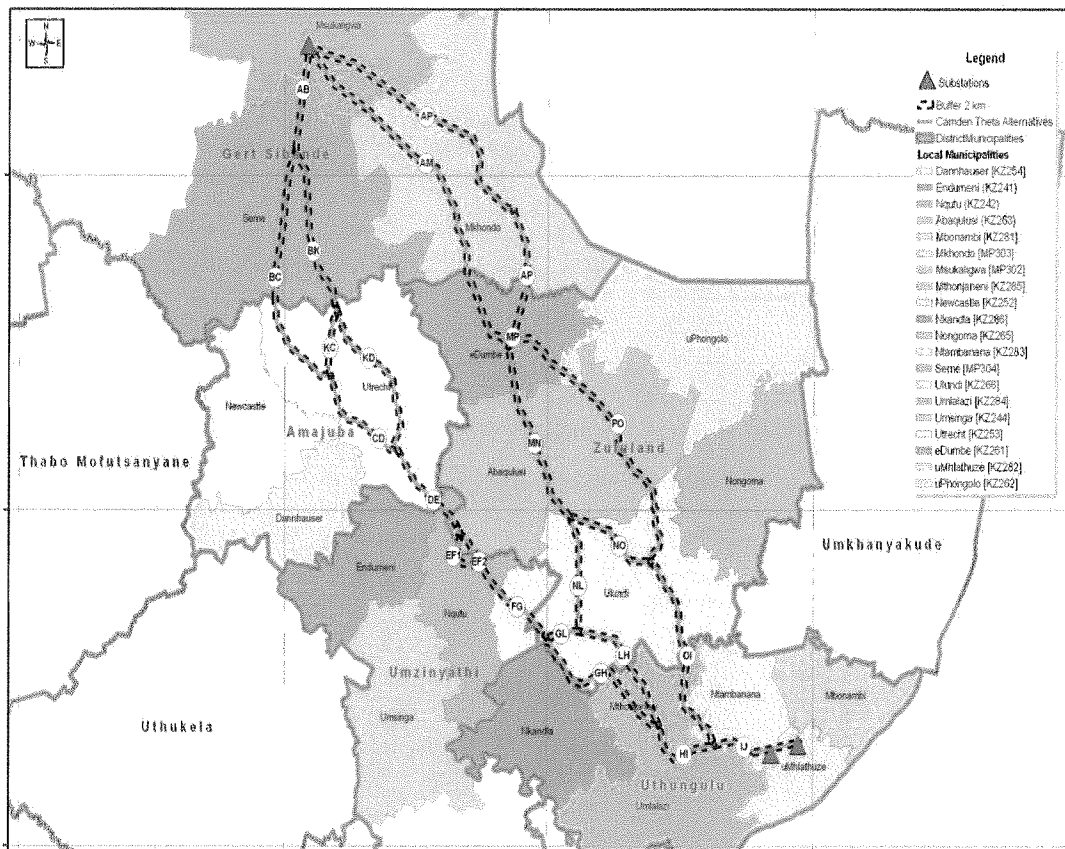 N
W E
S
Msukaligwa
Legend
Substations
Buffer 2 km
Camden Theta Alternatives
DistrictMunicipalities
Local Municipalities
Dannhauser [KZ254]
Endumeni [KZ241]
Nqutu [KZ242]
Abaqulusi [KZ263]
Mbonambi [KZ281]
Mkhondo [MP303]
Msukaligwa [MP302]
Mthonjaneni [KZ285]
Newcastle [KZ252]
Nkandla [KZ286]
Nongoma [KZ265]
Ntambanana [KZ283]
Seme [MP304]
Ulundi [KZ266]
Umlalazi [KZ284]
Umsinga [KZ244]
Utrecht [KZ253]
eDumbe [KZ261]
uMhlathuze [KZ282]
uPhongolo [KZ262]
AB
AP
AM
Gert Sibande
Seme
Mkhondo
BK
BC
AP
MP
uPhongolo
eDumbe
KC
KD
Utrecht
Newcastle
Amajuba
CD
PO
MN
Zululand
Abaqulusi
Thabo Mofutsanyane
Nongoma
DE
Dannhauser
EF1
EF2
NO
Umkhanyakude
Endumeni
NL
Ulundi
Nqutu
FG
GL
LH
OI
GH
Umzinyathi
Ntambanana
Mbonambi
Umsinga
Uthukela
Nkandla
HI
IJ
uMhlathuze
Uthungulu
Umlalazi